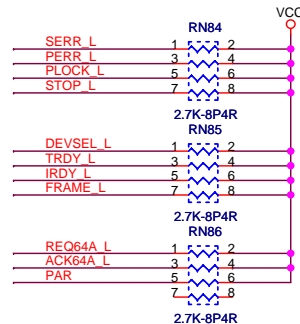 VCC
RN84
SERR_L 1 2
PERR_L 3 4
PLOCK_L 5 6
STOP_L 7 8
2.7K-8P4R
RN85
DEVSEL_L 1 2
TRDY_L 3 4
IRDY_L 5 6
FRAME_L 7 8
2.7K-8P4R
RN86
REQ64A_L 1 2
ACK64A_L 3 4
PAR 5 6
7 8
2.7K-8P4R